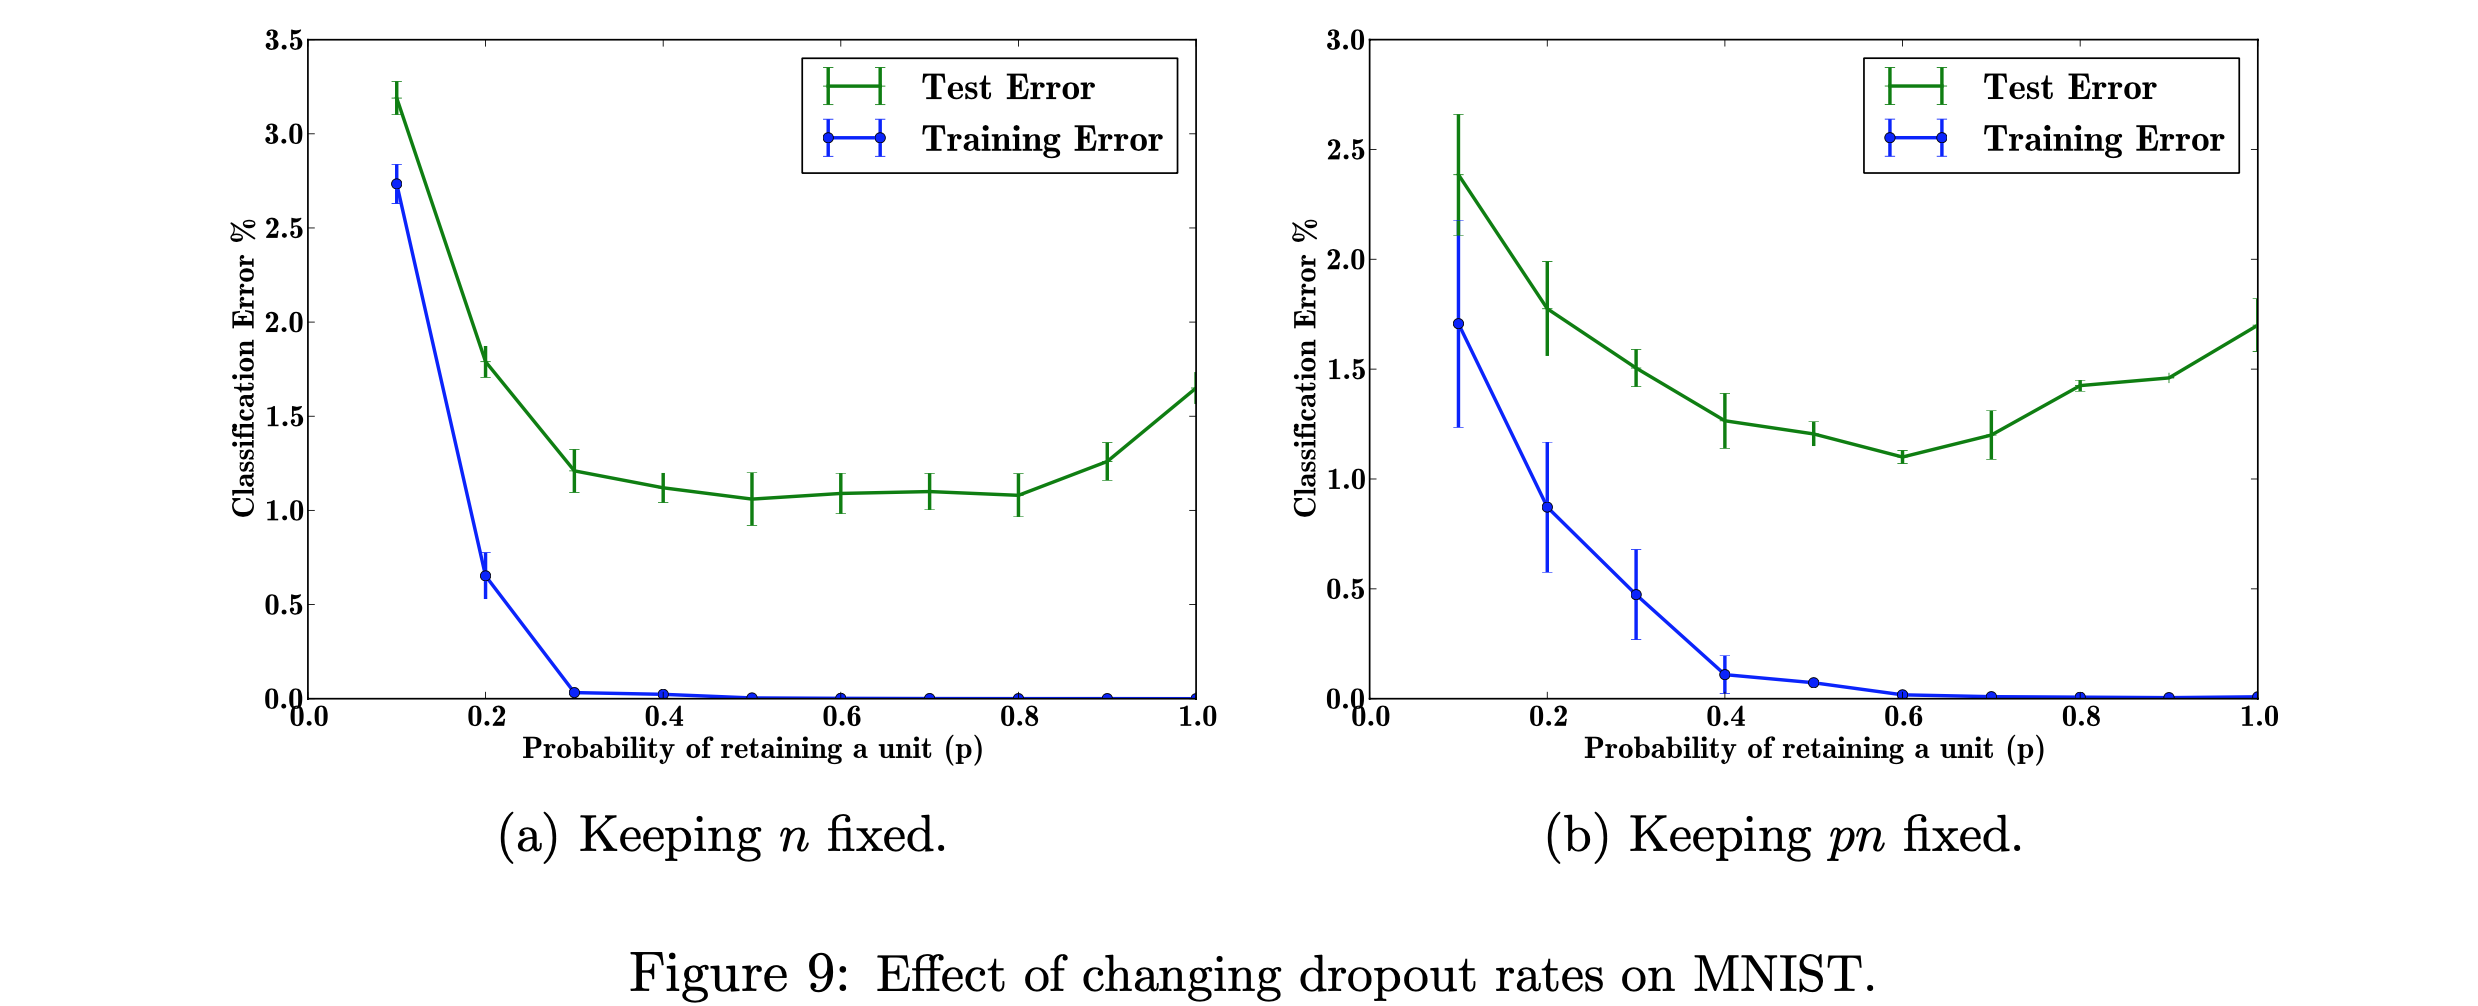 3.5
3.0
2.5
2.0
1.5
1.0
0.5
0.0
Classification Error %
0.0 0.2 0.4 0.6 0.8 1.0
Probability of retaining a unit (p)
Test Error
Training Error
(a) Keeping n fixed.
3.0
2.5
2.0
1.5
1.0
0.5
0.0
Classification Error %
0.0 0.2 0.4 0.6 0.8 1.0
Probability of retaining a unit (p)
Test Error
Training Error
(b) Keeping pn fixed.
Figure 9: Effect of changing dropout rates on MNIST.